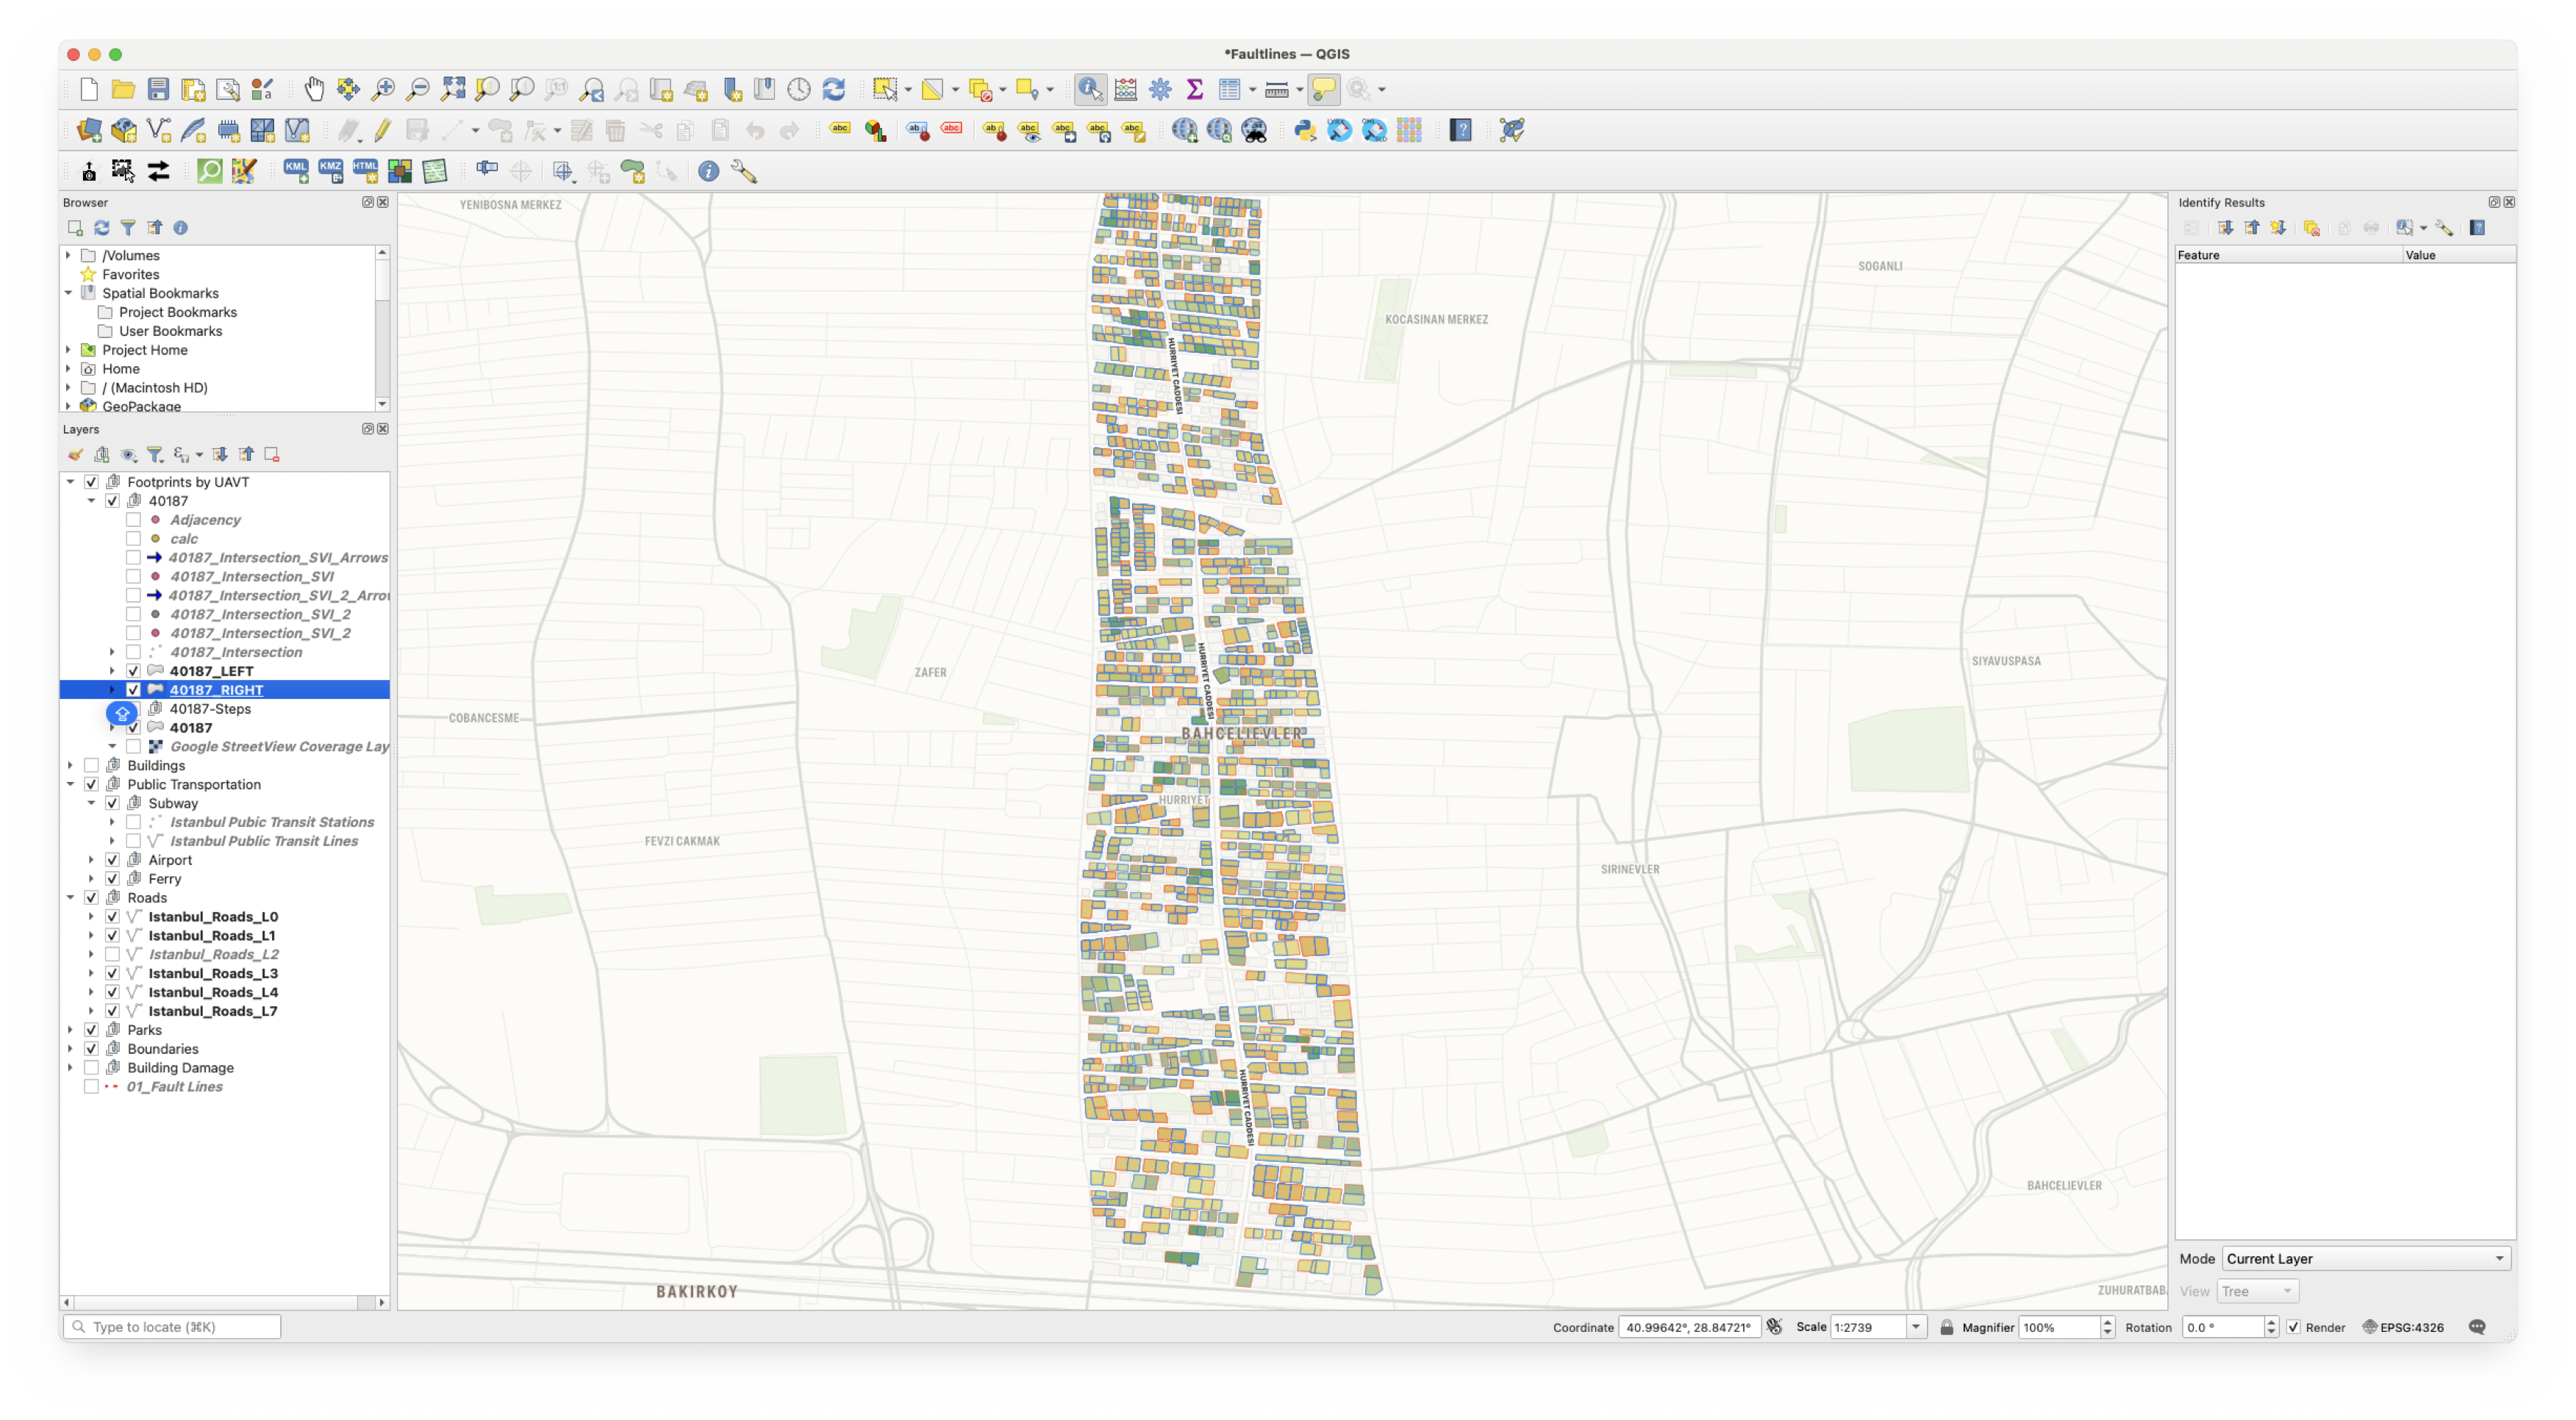 *Faultlines — QGIS
Browser
/Volumes
Favorites
Spatial Bookmarks
Project Bookmarks
User Bookmarks
Project Home
Home
/ (Macintosh HD)
GeoPackage
Layers
Footprints by UAVT
40187
Adjacency
calc
40187_Intersection_SVI_Arrows
40187_Intersection_SVI
40187_Intersection_SVI_2_Arro
40187_Intersection_SVI_2
40187_Intersection_SVI_2
40187_Intersection
40187_LEFT
40187_RIGHT
40187-Steps
40187
Google StreetView Coverage Lay
Buildings
Public Transportation
Subway
Istanbul Pubic Transit Stations
Istanbul Public Transit Lines
Airport
Ferry
Roads
Istanbul_Roads_L0
Istanbul_Roads_L1
Istanbul_Roads_L2
Istanbul_Roads_L3
Istanbul_Roads_L4
Istanbul_Roads_L7
Parks
Boundaries
Building Damage
01_Fault Lines
Type to locate (⌘K)
YENIBOSNA MERKEZ
SOGANLI
KOCASINAN MERKEZ
HURRIYET CADDESI
ZAFER
SIYAVUSPASA
HURRIYET CADDESI
COBANCESME
BAHCELIEVLER
HURRIYET
FEVZI CAKMAK
SIRINEVLER
HURRIYET CADDESI
BAHCELIEVLER
BAKIRKOY
ZUHURATBAB
Identify Results
Feature Value
Mode Current Layer
View Tree
Coordinate 40.99642°, 28.84721° Scale 1:2739 Magnifier 100% Rotation 0.0 ° Render EPSG:4326